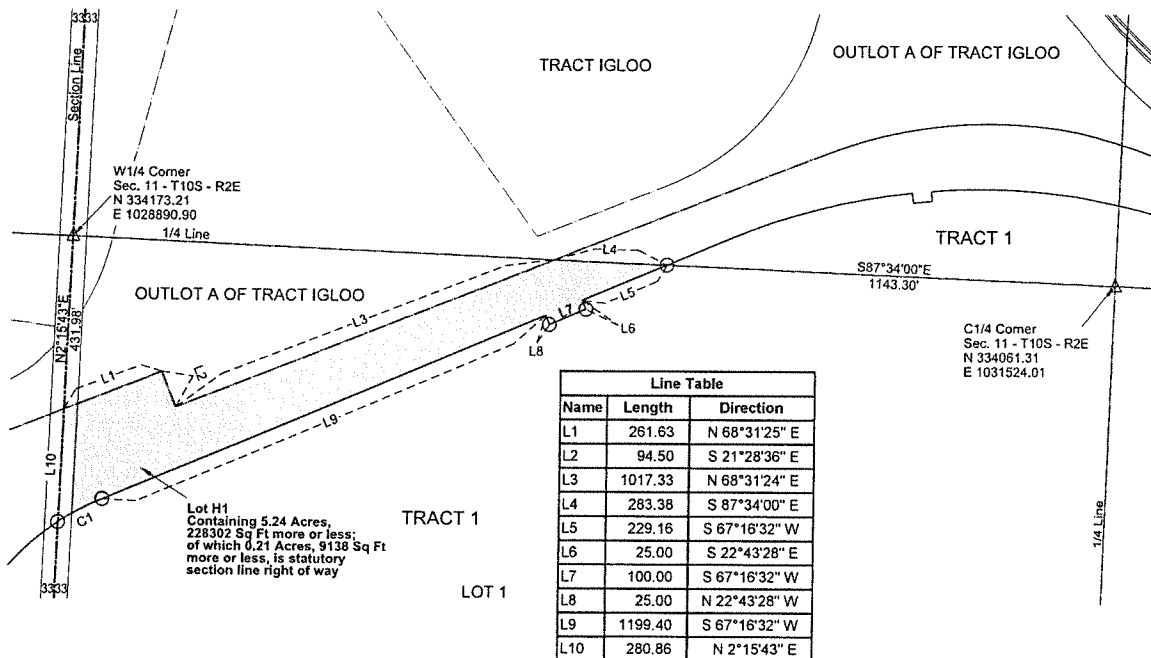 3333
Section Line
TRACT IGLOO
OUTLOT A OF TRACT IGLOO
W1/4 Corner
Sec. 11 - T10S - R2E
N 334173.21
E 1028890.90
1/4 Line
TRACT 1
S87°34'00"E
1143.30'
N2°15'43"E
431.98'
OUTLOT A OF TRACT IGLOO
L4
L3
L5
L7
L6
L8
L1
L2
L9
L10
C1
C1/4 Corner
Sec. 11 - T10S - R2E
N 334061.31
E 1031524.01
1/4 Line
Lot H1
Containing 5.24 Acres,
228302 Sq Ft more or less;
of which 0.21 Acres, 9138 Sq Ft
more or less, is statutory
section line right of way
TRACT 1
LOT 1
3333
Line Table
Name Length Direction
L1 261.63 N 68°31'25" E
L2 94.50 S 21°28'36" E
L3 1017.33 N 68°31'24" E
L4 283.38 S 87°34'00" E
L5 229.16 S 67°16'32" W
L6 25.00 S 22°43'28" E
L7 100.00 S 67°16'32" W
L8 25.00 N 22°43'28" W
L9 1199.40 S 67°16'32" W
L10 280.86 N 2°15'43" E